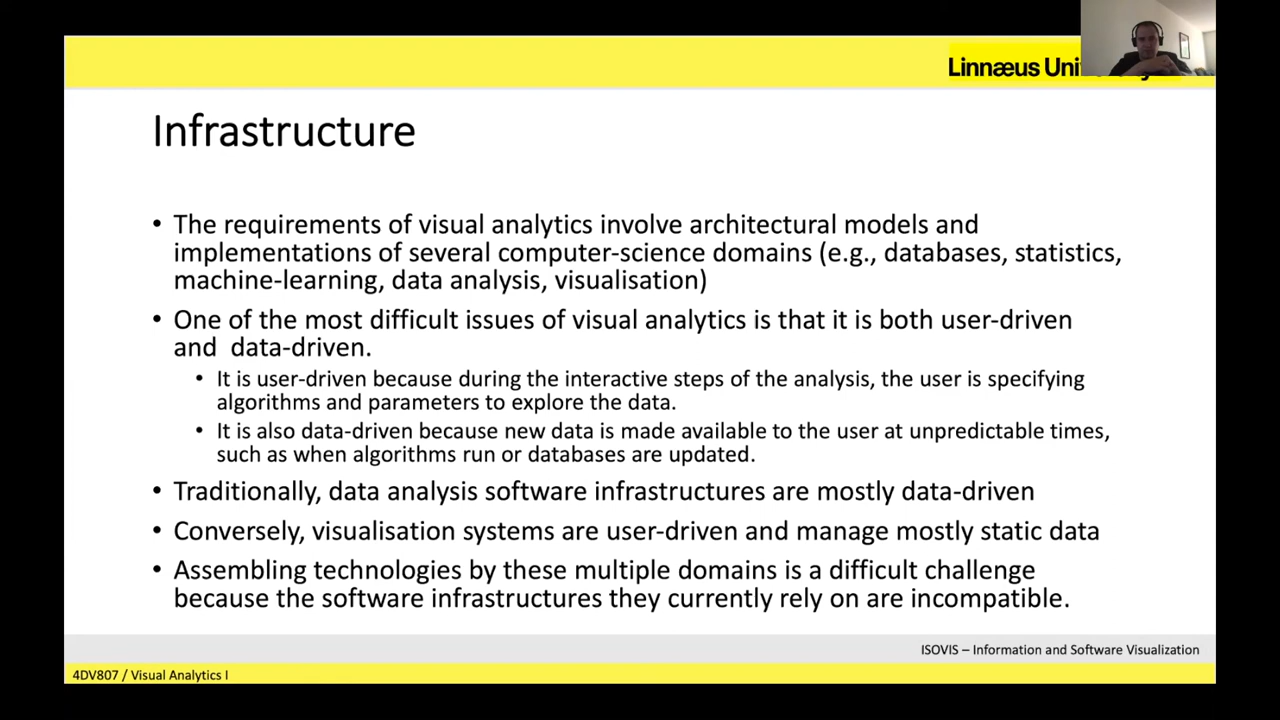 Linnæus Uni
Infrastructure
• The requirements of visual analytics involve architectural models and
implementations of several computer-science domains (e.g., databases, statistics,
machine-learning, data analysis, visualisation)
• One of the most difficult issues of visual analytics is that it is both user-driven
and data-driven.
• It is user-driven because during the interactive steps of the analysis, the user is specifying
algorithms and parameters to explore the data.
• It is also data-driven because new data is made available to the user at unpredictable times,
such as when algorithms run or databases are updated.
• Traditionally, data analysis software infrastructures are mostly data-driven
• Conversely, visualisation systems are user-driven and manage mostly static data
• Assembling technologies by these multiple domains is a difficult challenge
because the software infrastructures they currently rely on are incompatible.
ISOVIS – Information and Software Visualization
4DV807 / Visual Analytics I